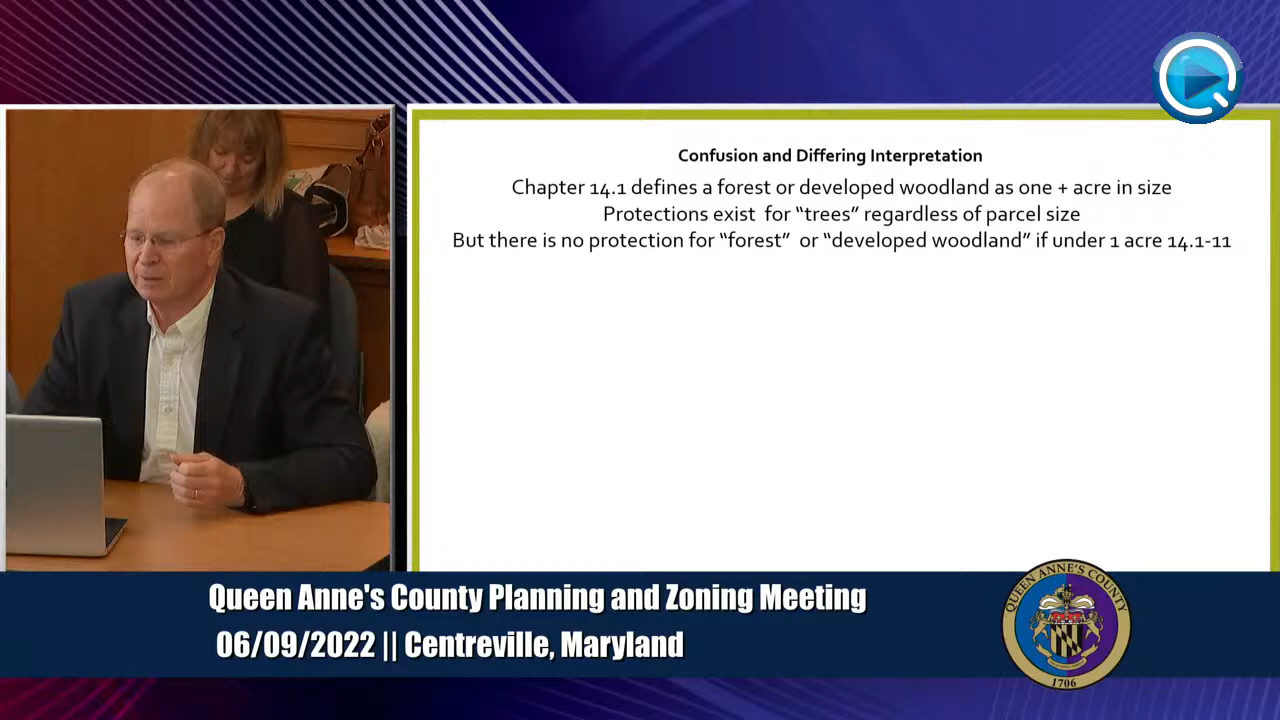 Confusion and Differing Interpretation
Chapter 14.1 defines a forest or developed woodland as one + acre in size
Protections exist for “trees” regardless of parcel size
But there is no protection for “forest” or “developed woodland” if under 1 acre 14.1-11
Queen Anne's County Planning and Zoning Meeting
06/09/2022 || Centreville, Maryland
QUEEN ANNE'S COUNTY
1706